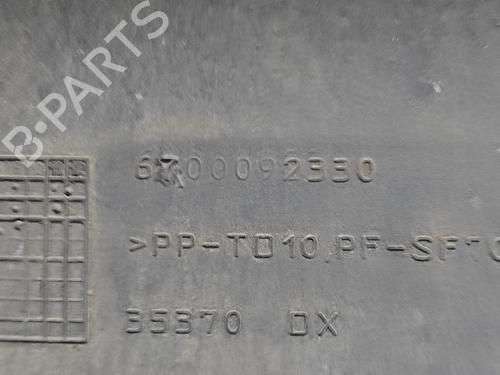 B-PARTS
6700092330
>PP-TD10.PF-SF
35370 DX